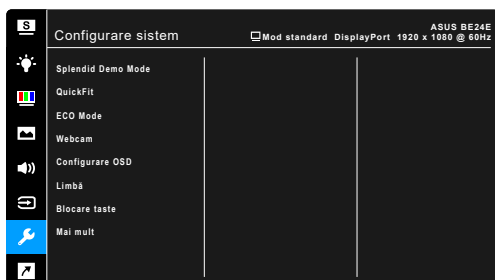 S
ASUS BE24E
Configurare sistem
Mod standard DisplayPort 1920 x 1080 @ 60Hz
Splendid Demo Mode
QuickFit
ECO Mode
Webcam
Configurare OSD
Limbă
Blocare taste
Mai mult